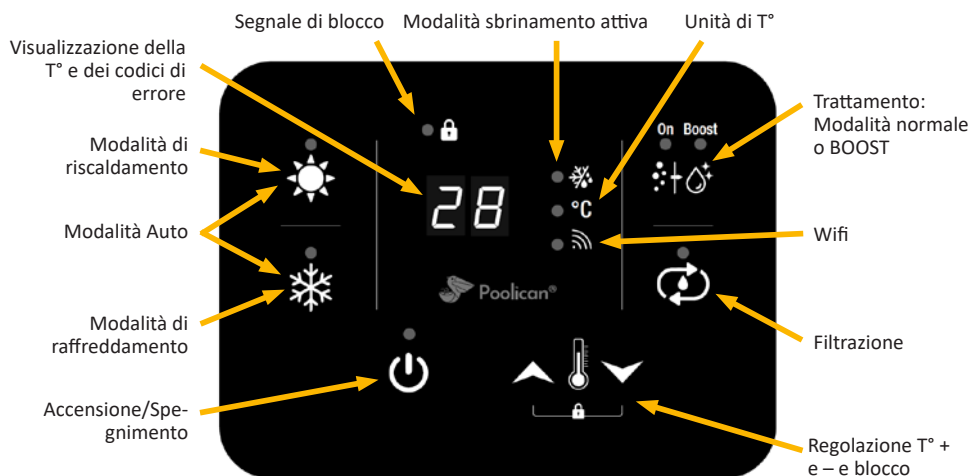 Segnale di blocco
Modalità sbrinamento attiva
Unità di T°
Visualizzazione della
T° e dei codici di
errore
Trattamento:
Modalità normale
o BOOST
On Boost
Modalità di
riscaldamento
28
°C
Modalità Auto
Wifi
Poolican®
Modalità di
raffreddamento
Filtrazione
Accensione/Spe-
gnimento
Regolazione T° +
e – e blocco